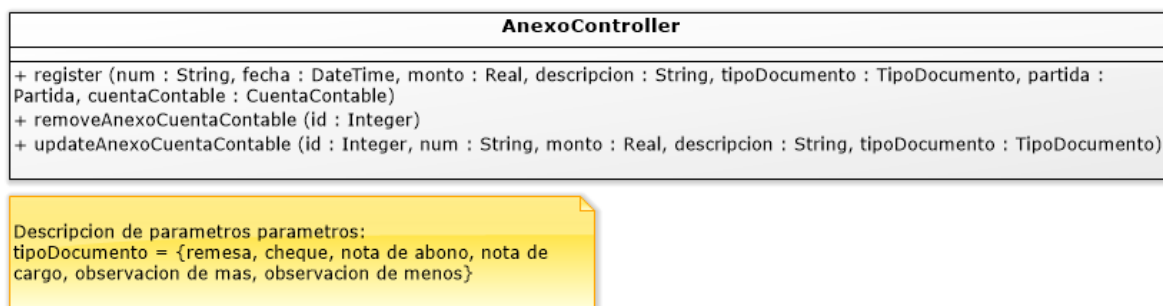 AnexoController
+ register (num : String, fecha : DateTime, monto : Real, descripcion : String, tipoDocumento : TipoDocumento, partida :
Partida, cuentaContable : CuentaContable)
+ removeAnexoCuentaContable (id : Integer)
+ updateAnexoCuentaContable (id : Integer, num : String, monto : Real, descripcion : String, tipoDocumento : TipoDocumento)
Descripcion de parametros parametros:
tipoDocumento = {remesa, cheque, nota de abono, nota de
cargo, observacion de mas, observacion de menos}